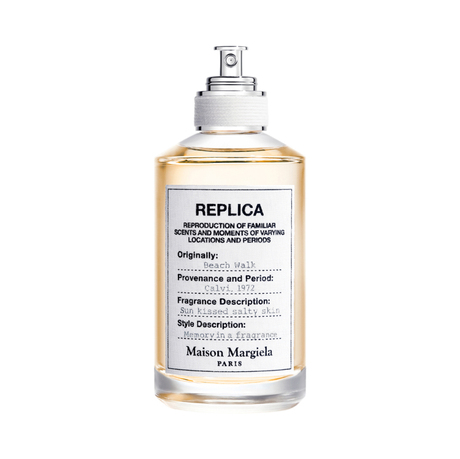 REPLICA
REPRODUCTION OF FAMILIAR
SCENTS AND MOMENTS OF VARYING
LOCATIONS AND PERIODS
Originally:
Beach Walk
Provenance and Period:
Calvi, 1972
Fragrance Description:
Sun kissed salty skin
Style Description:
Memory in a fragrance
Maison Margiela
PARIS